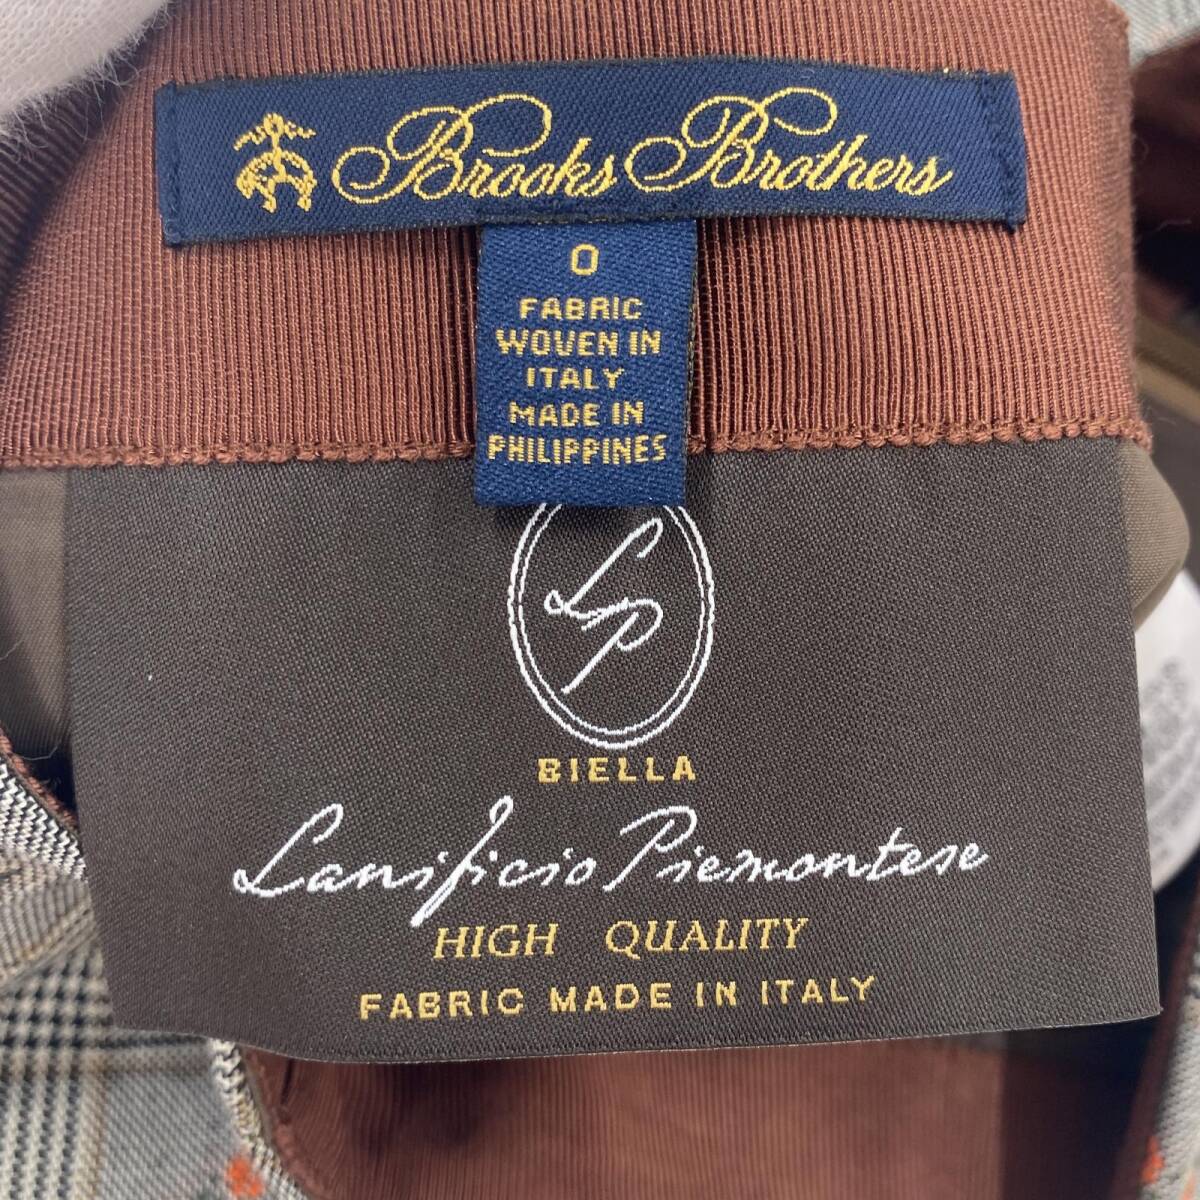 Brooks Brothers
0
FABRIC
WOVEN IN
ITALY
MADE IN
PHILIPPINES
LP
BIELLA
Lanificio Piemontese
HIGH QUALITY
FABRIC MADE IN ITALY